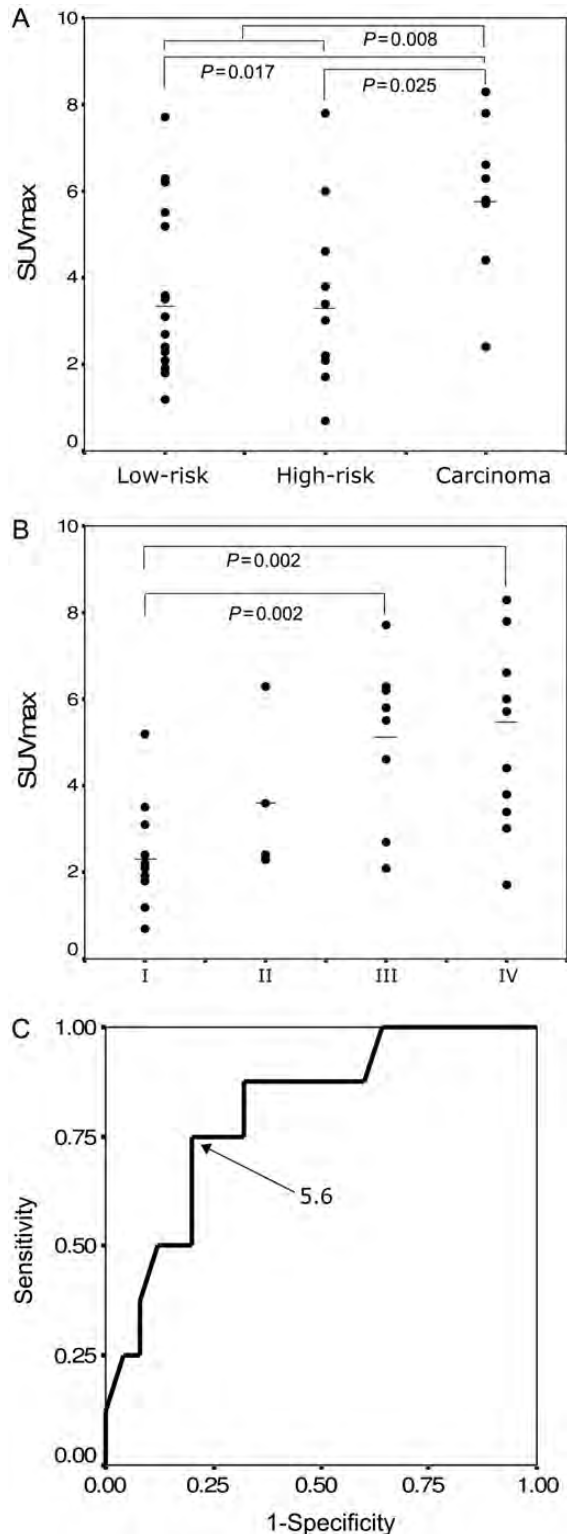 A
10
P=0.008
P=0.017
P=0.025
8
6
SUVmax
4
2
0
Low-risk High-risk Carcinoma
B
10
P=0.002
8
P=0.002
6
SUVmax
4
2
0
I II III IV
C
1.00
0.75
5.6
Sensitivity
0.50
0.25
0.00
0.00 0.25 0.50 0.75 1.00
1-Specificity